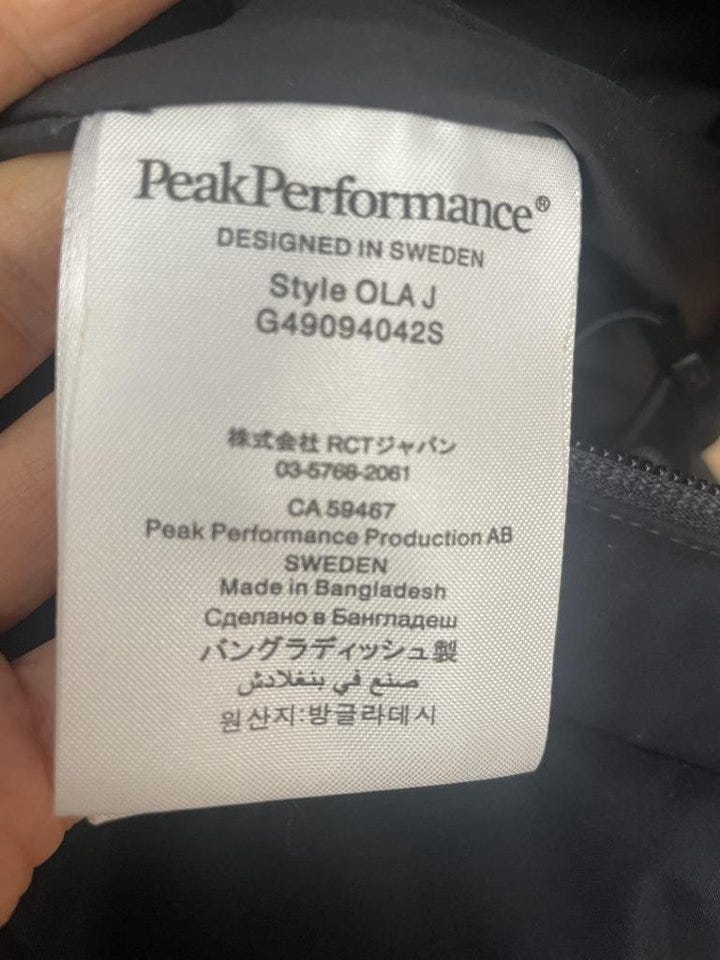 PeakPerformance®
DESIGNED IN SWEDEN
Style OLA J
G49094042S
株式会社 RCTジャパン
03-5768-2061
CA 59467
Peak Performance Production AB
SWEDEN
Made in Bangladesh
Сделано в Бангладеш
バングラディッシュ製
صنع في بنغلادش
원산지:방글라데시